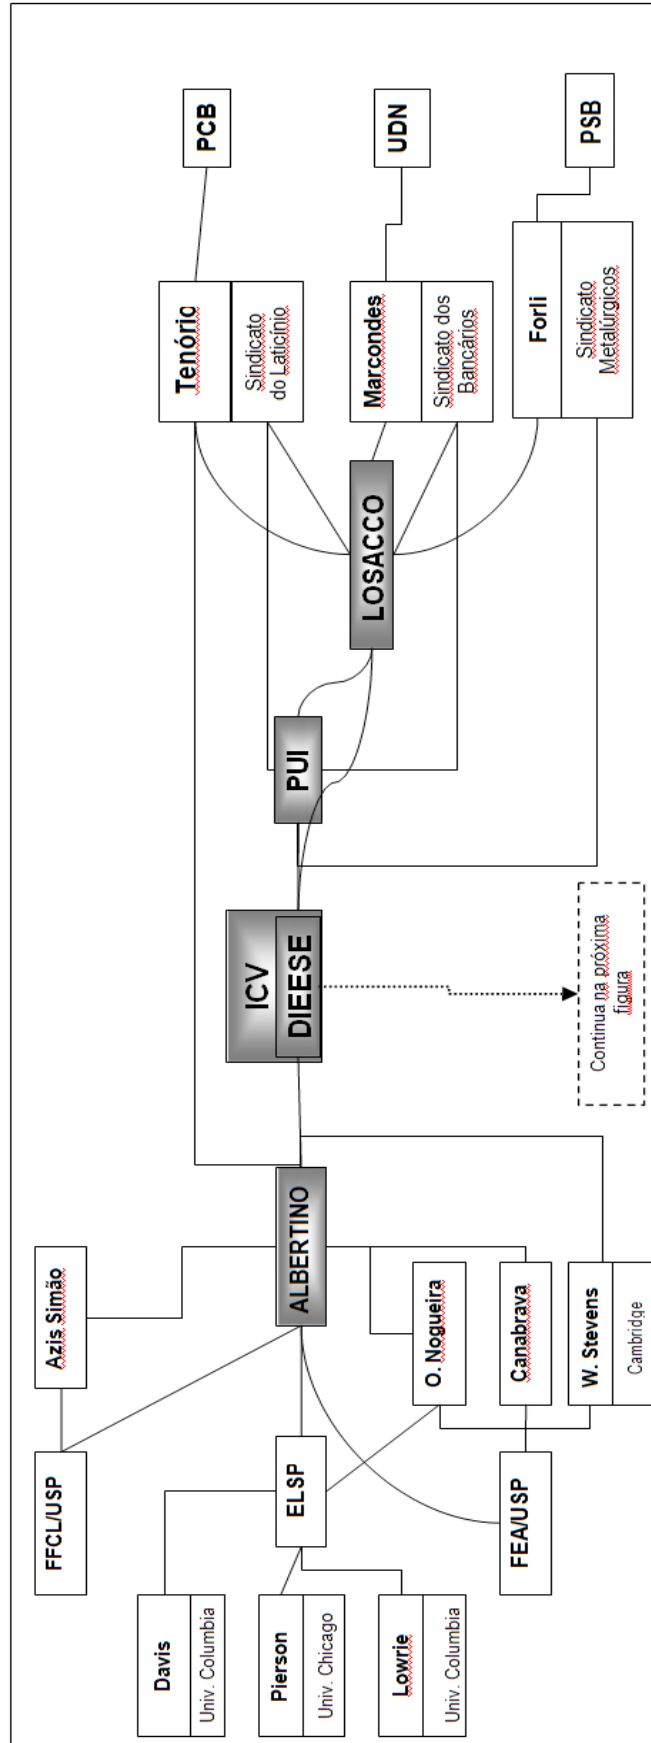 PCB
UDN
PSB
Tenório
Sindicato
do Laticínio
Marcondes
Sindicato dos
Bancários
Forli
Sindicato
Metalúrgicos
LOSACCO
PUI
ICV
DIEESE
Continua na próxima
figura
ALBERTINO
Azis Simão
O. Nogueira
Canabrava
W. Stevens
Cambridge
FFCL/USP
ELSP
FEA/USP
Davis
Univ. Columbia
Pierson
Univ. Chicago
Lowrie
Univ. Columbia